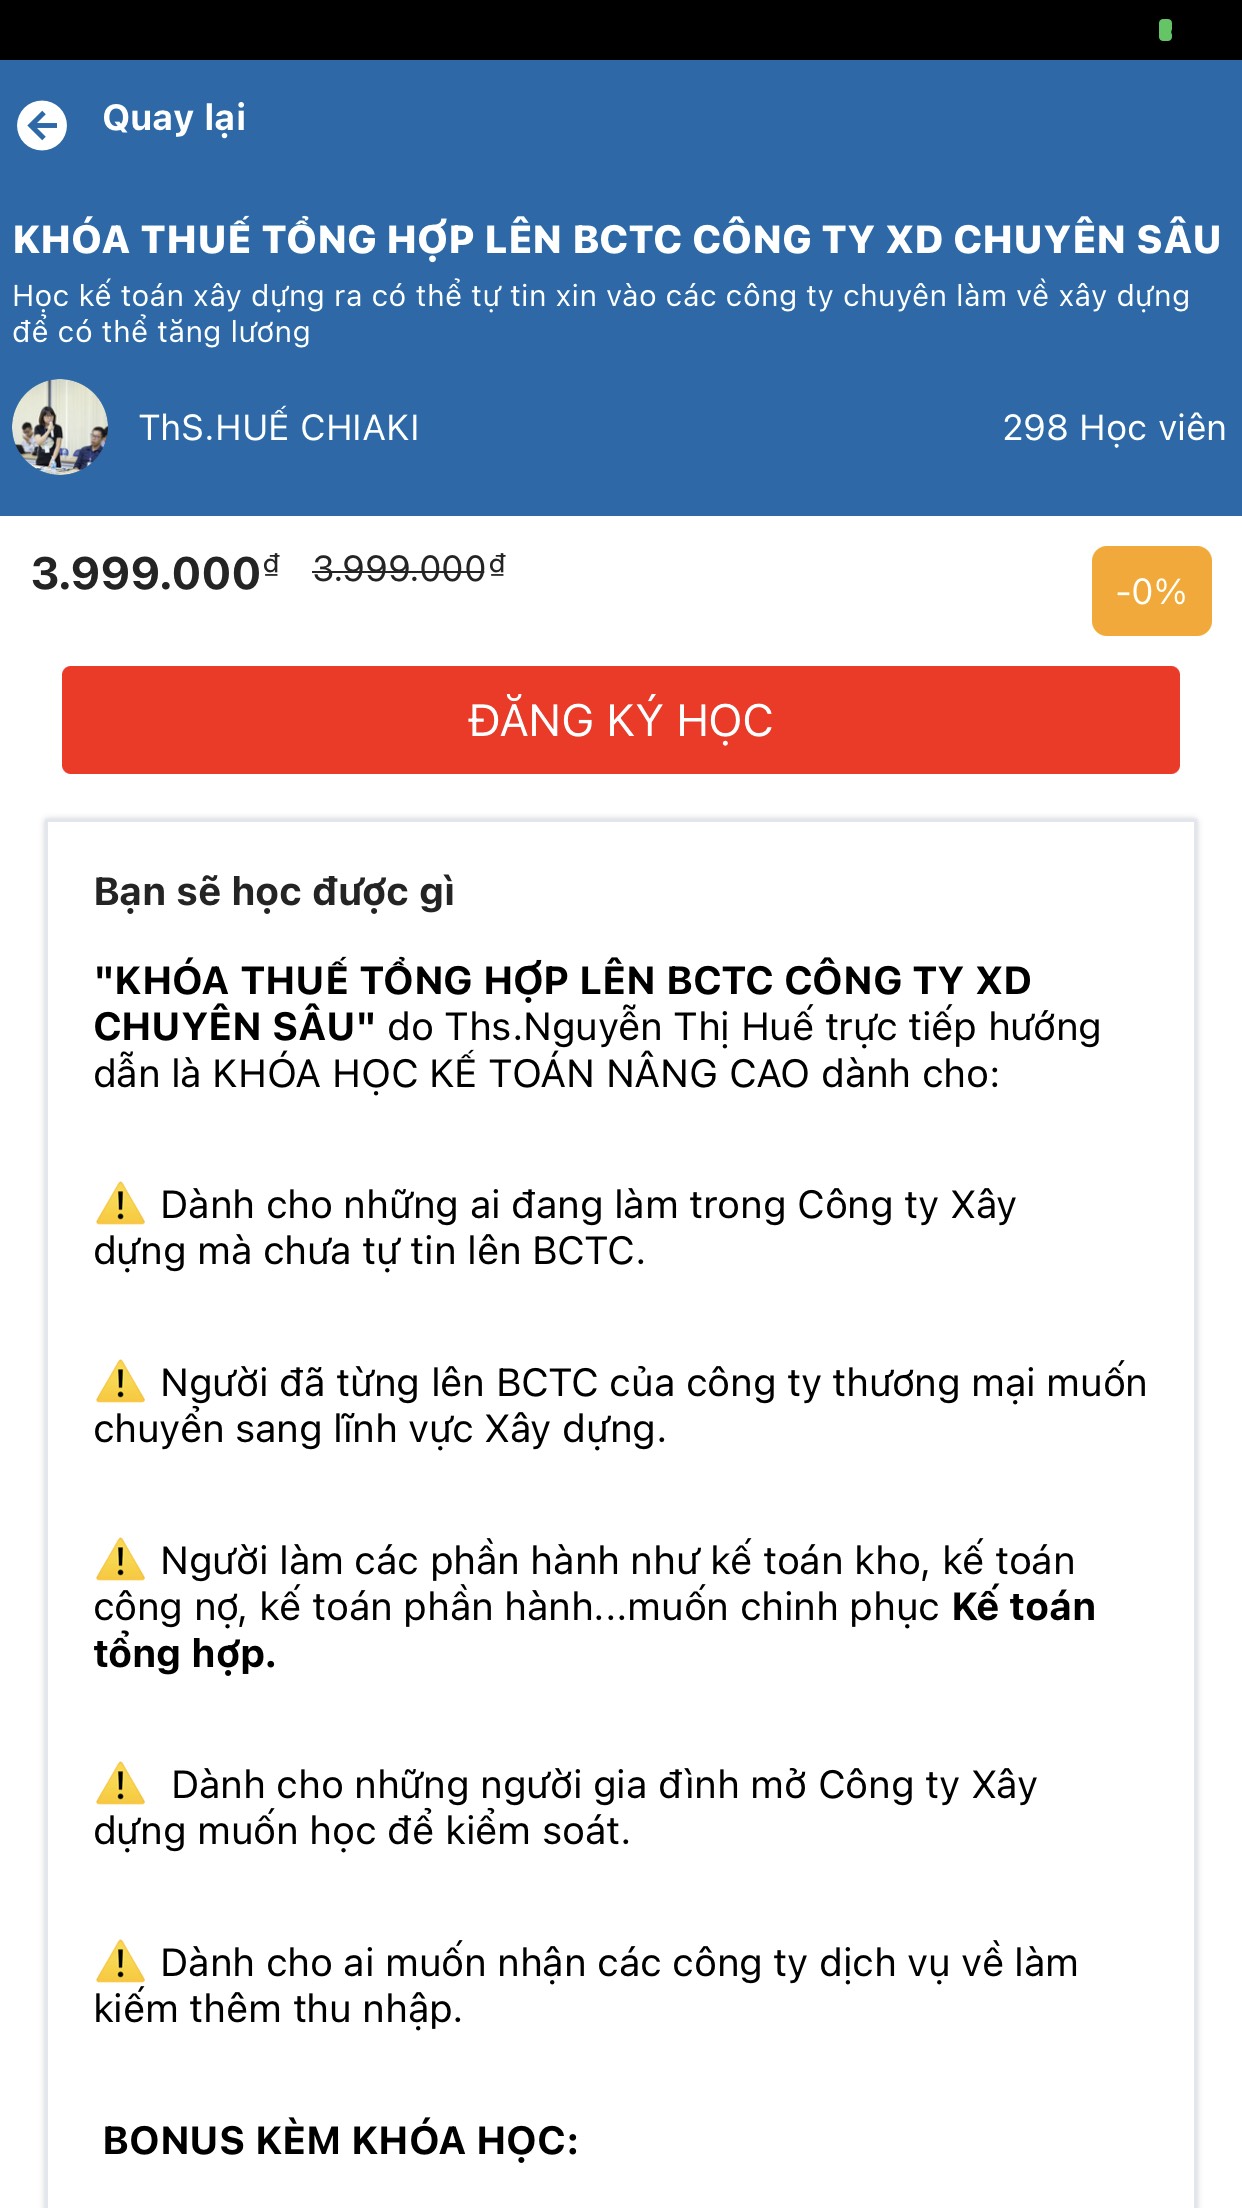 Quay lại
KHÓA THUẾ TỔNG HỢP LÊN BCTC CÔNG TY XD CHUYÊN SÂU
Học kế toán xây dựng ra có thể tự tin xin vào các công ty chuyên làm về xây dựng
để có thể tăng lương
ThS.HUẾ CHIAKI
298 Học viên
3.999.000₫ 3.999.000₫
-0%
ĐĂNG KÝ HỌC
Bạn sẽ học được gì
"KHÓA THUẾ TỔNG HỢP LÊN BCTC CÔNG TY XD
CHUYÊN SÂU" do Ths.Nguyễn Thị Huế trực tiếp hướng
dẫn là KHÓA HỌC KẾ TOÁN NÂNG CAO dành cho:
⚠️ Dành cho những ai đang làm trong Công ty Xây
dựng mà chưa tự tin lên BCTC.
⚠️ Người đã từng lên BCTC của công ty thương mại muốn
chuyển sang lĩnh vực Xây dựng.
⚠️ Người làm các phần hành như kế toán kho, kế toán
công nợ, kế toán phần hành...muốn chinh phục Kế toán
tổng hợp.
⚠️ Dành cho những người gia đình mở Công ty Xây
dựng muốn học để kiểm soát.
⚠️ Dành cho ai muốn nhận các công ty dịch vụ về làm
kiếm thêm thu nhập.
BONUS KÈM KHÓA HỌC: